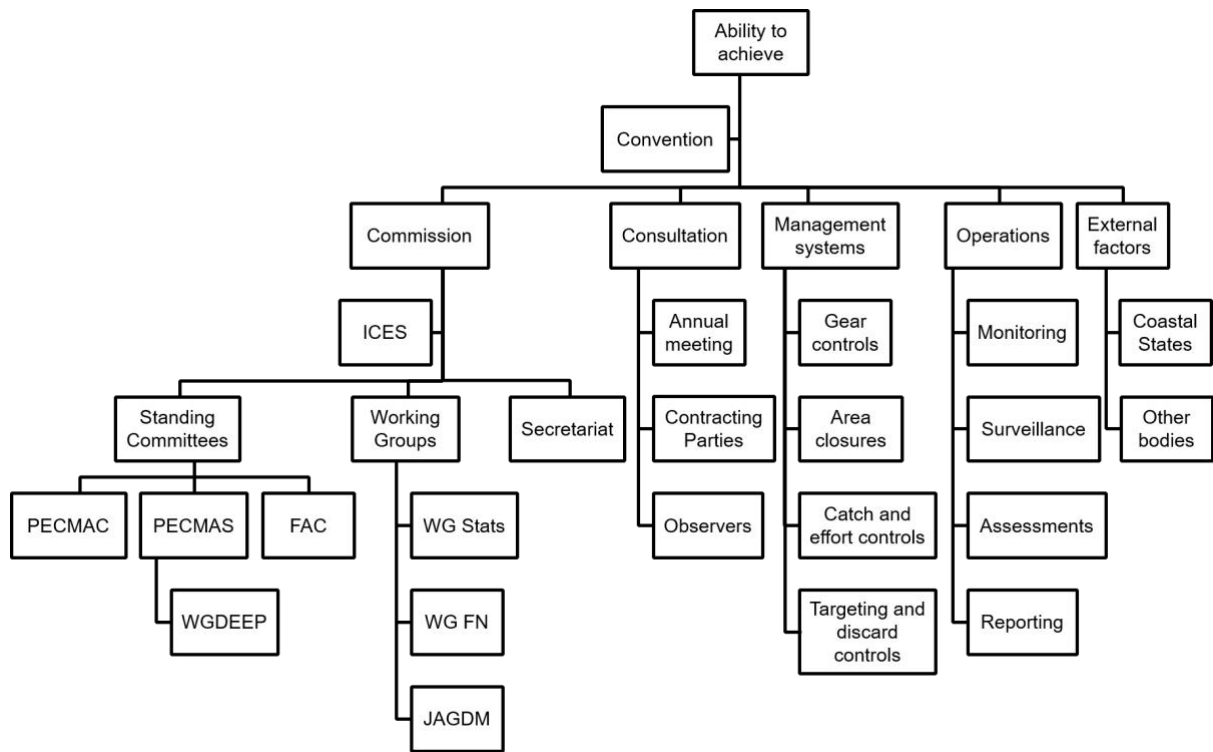 Ability to
achieve
Convention
Commission
Consultation
Management
systems
Operations
External
factors
ICES
Annual
meeting
Gear
controls
Monitoring
Coastal
States
Standing
Committees
Working
Groups
Secretariat
Contracting
Parties
Area
closures
Surveillance
Other
bodies
PECMAC
PECMAS
FAC
WG Stats
Observers
Catch and
effort controls
Assessments
WGDEEP
WG FN
Targeting and
discard
controls
Reporting
JAGDM